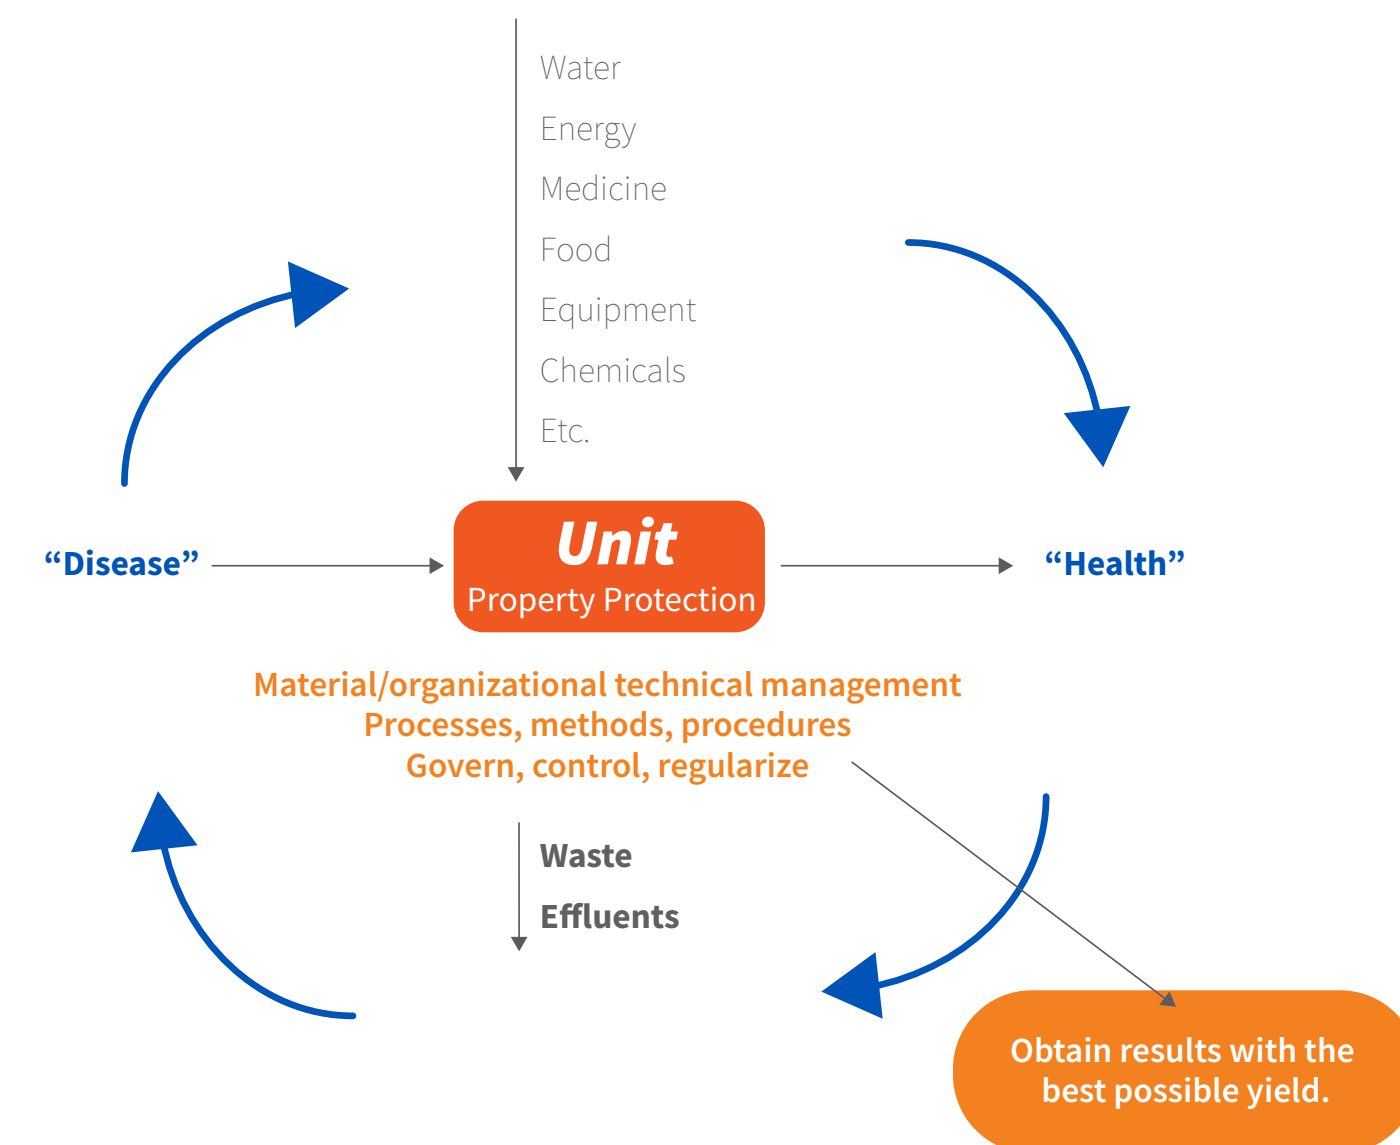 Water
Energy
Medicine
Food
Equipment
Chemicals
Etc.
“Disease”
Unit
Property Protection
“Health”
Material/organizational technical management
Processes, methods, procedures
Govern, control, regularize
Waste
Effluents
Obtain results with the
best possible yield.